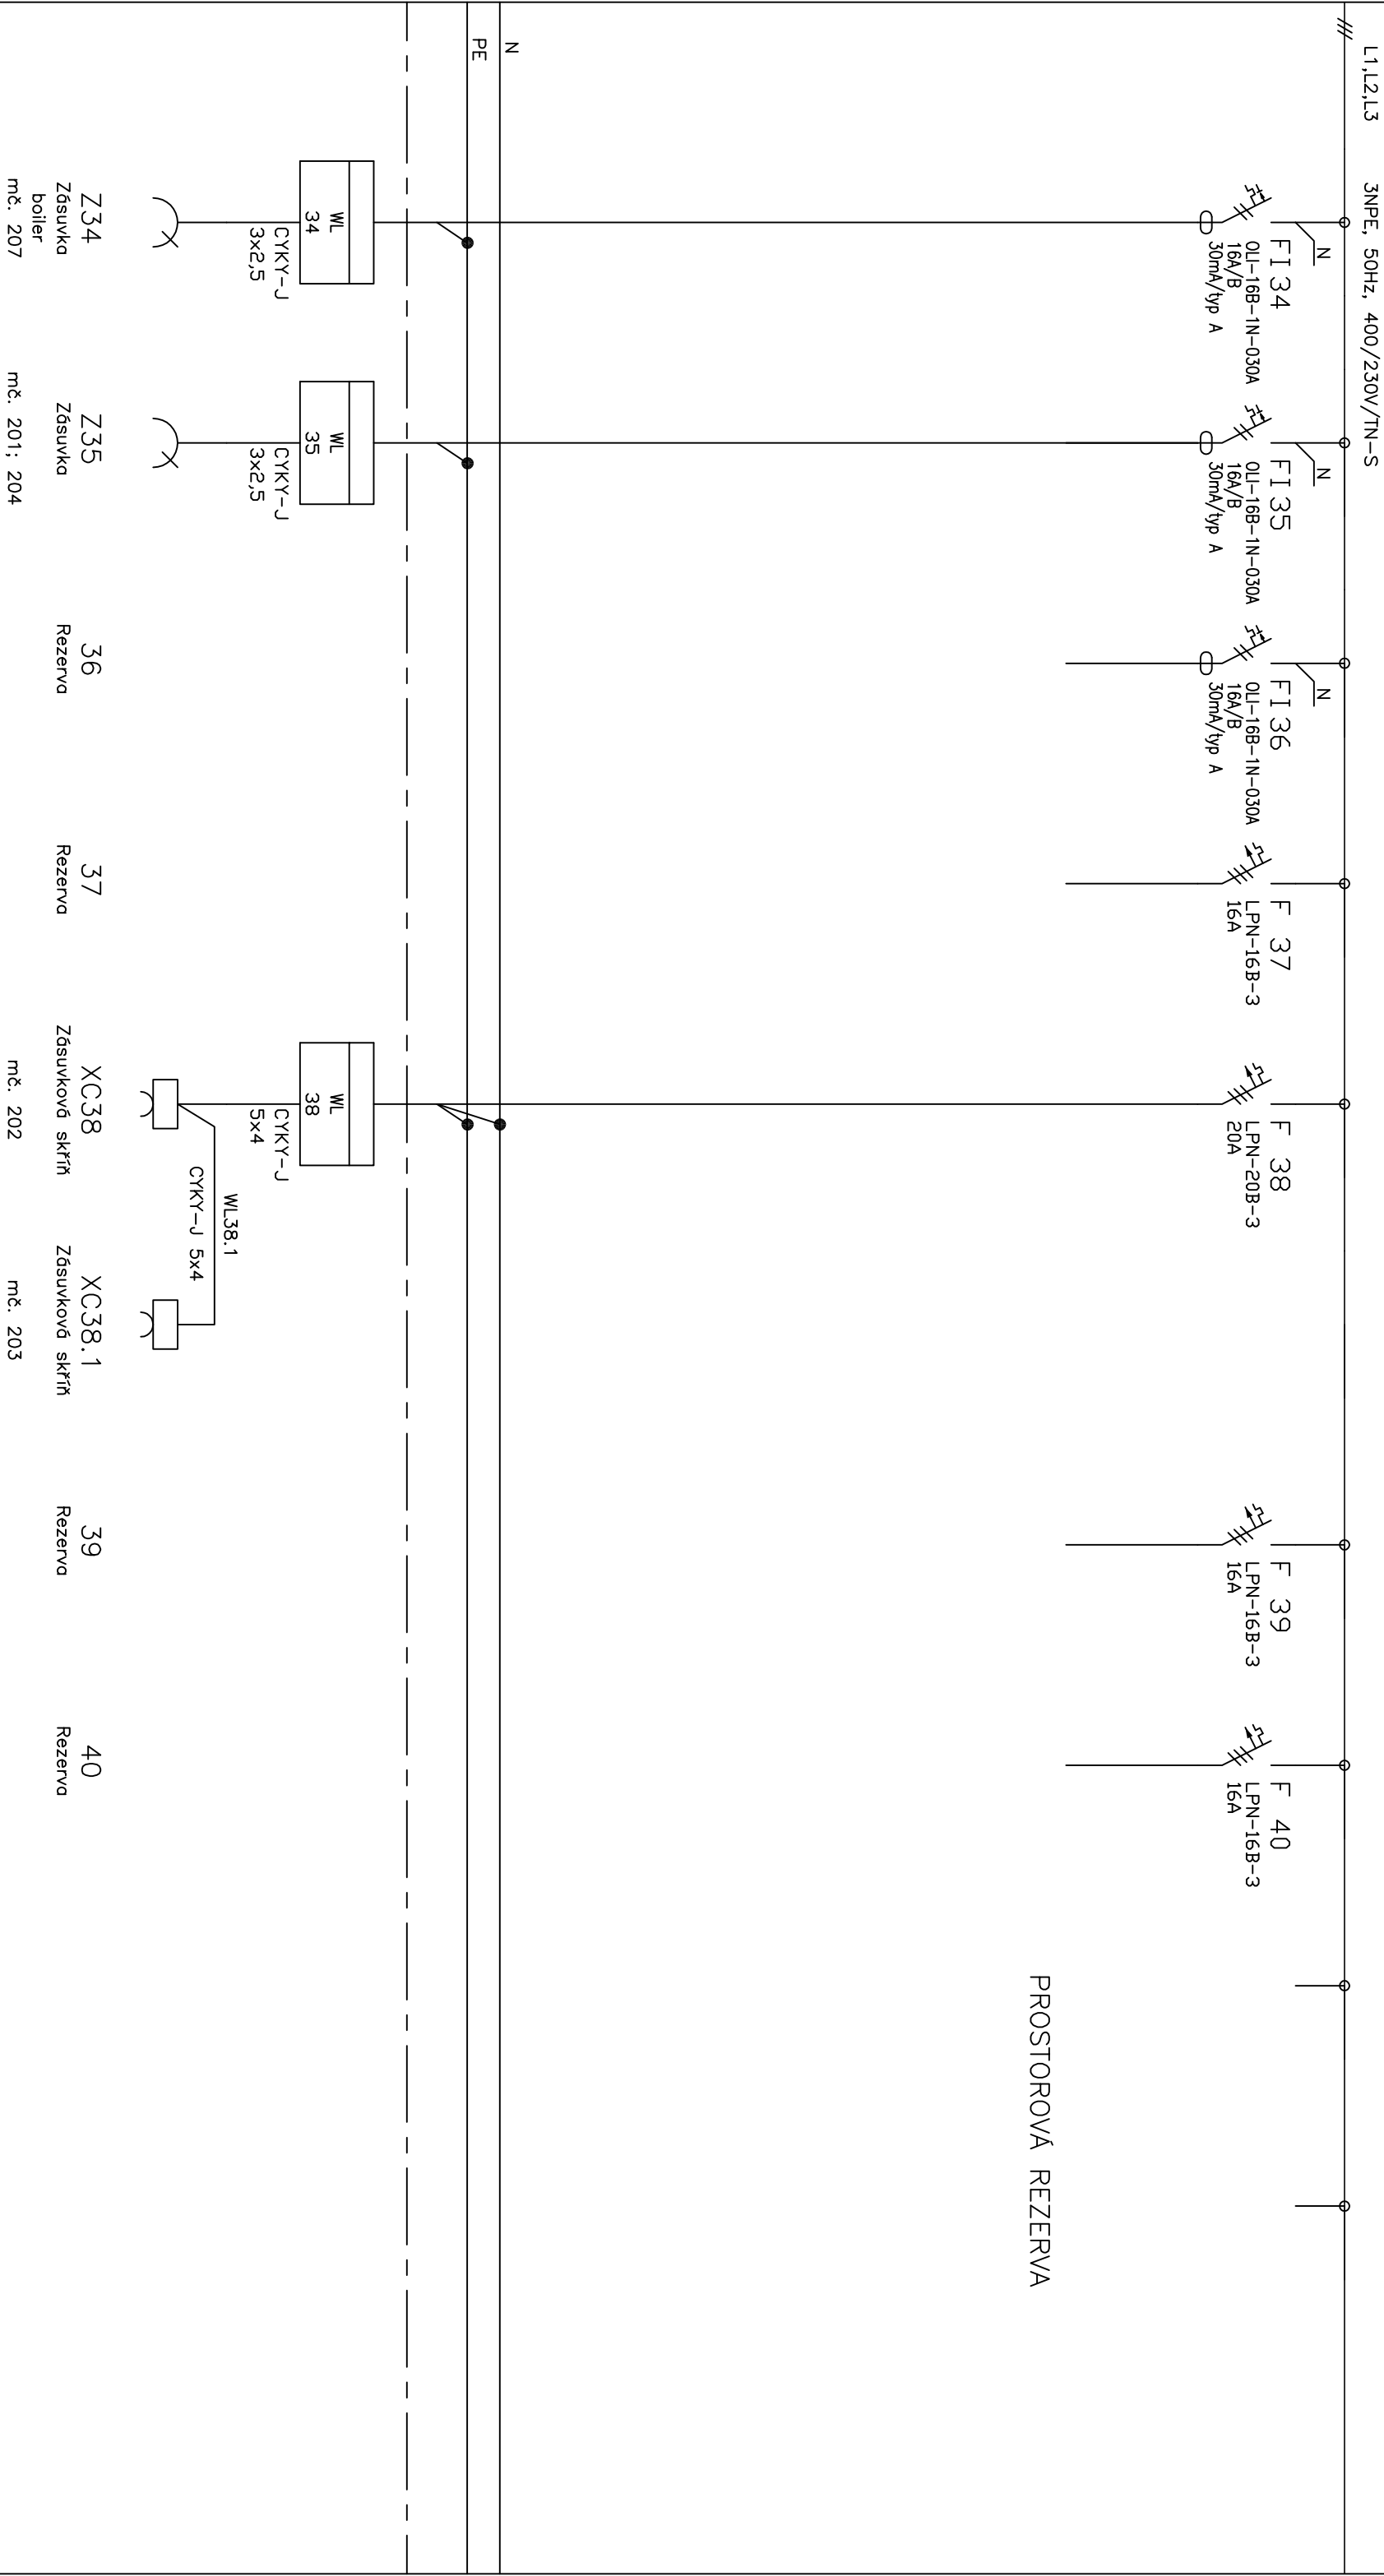 L1,L2,L3
3NPE, 50Hz, 400/230V/TN-S
N
FI 34
OLI-16B-1N-030A
16A/B
30mA/typ A
N
FI 35
OLI-16B-1N-030A
16A/B
30mA/typ A
N
FI 36
OLI-16B-1N-030A
16A/B
30mA/typ A
F 37
LPN-16B-3
16A
F 38
LPN-20B-3
20A
F 39
LPN-16B-3
16A
F 40
LPN-16B-3
16A
PROSTOROVÁ REZERVA
N
PE
WL
34
CYKY-J
3x2,5
WL
35
CYKY-J
3x2,5
WL
38
CYKY-J
5x4
WL38.1
CYKY-J 5x4
Z34
Zásuvka
boiler
mč. 207
Z35
Zásuvka
mč. 201; 204
36
Rezerva
37
Rezerva
XC38
Zásuvková skříň
mč. 202
XC38.1
Zásuvková skříň
mč. 203
39
Rezerva
40
Rezerva